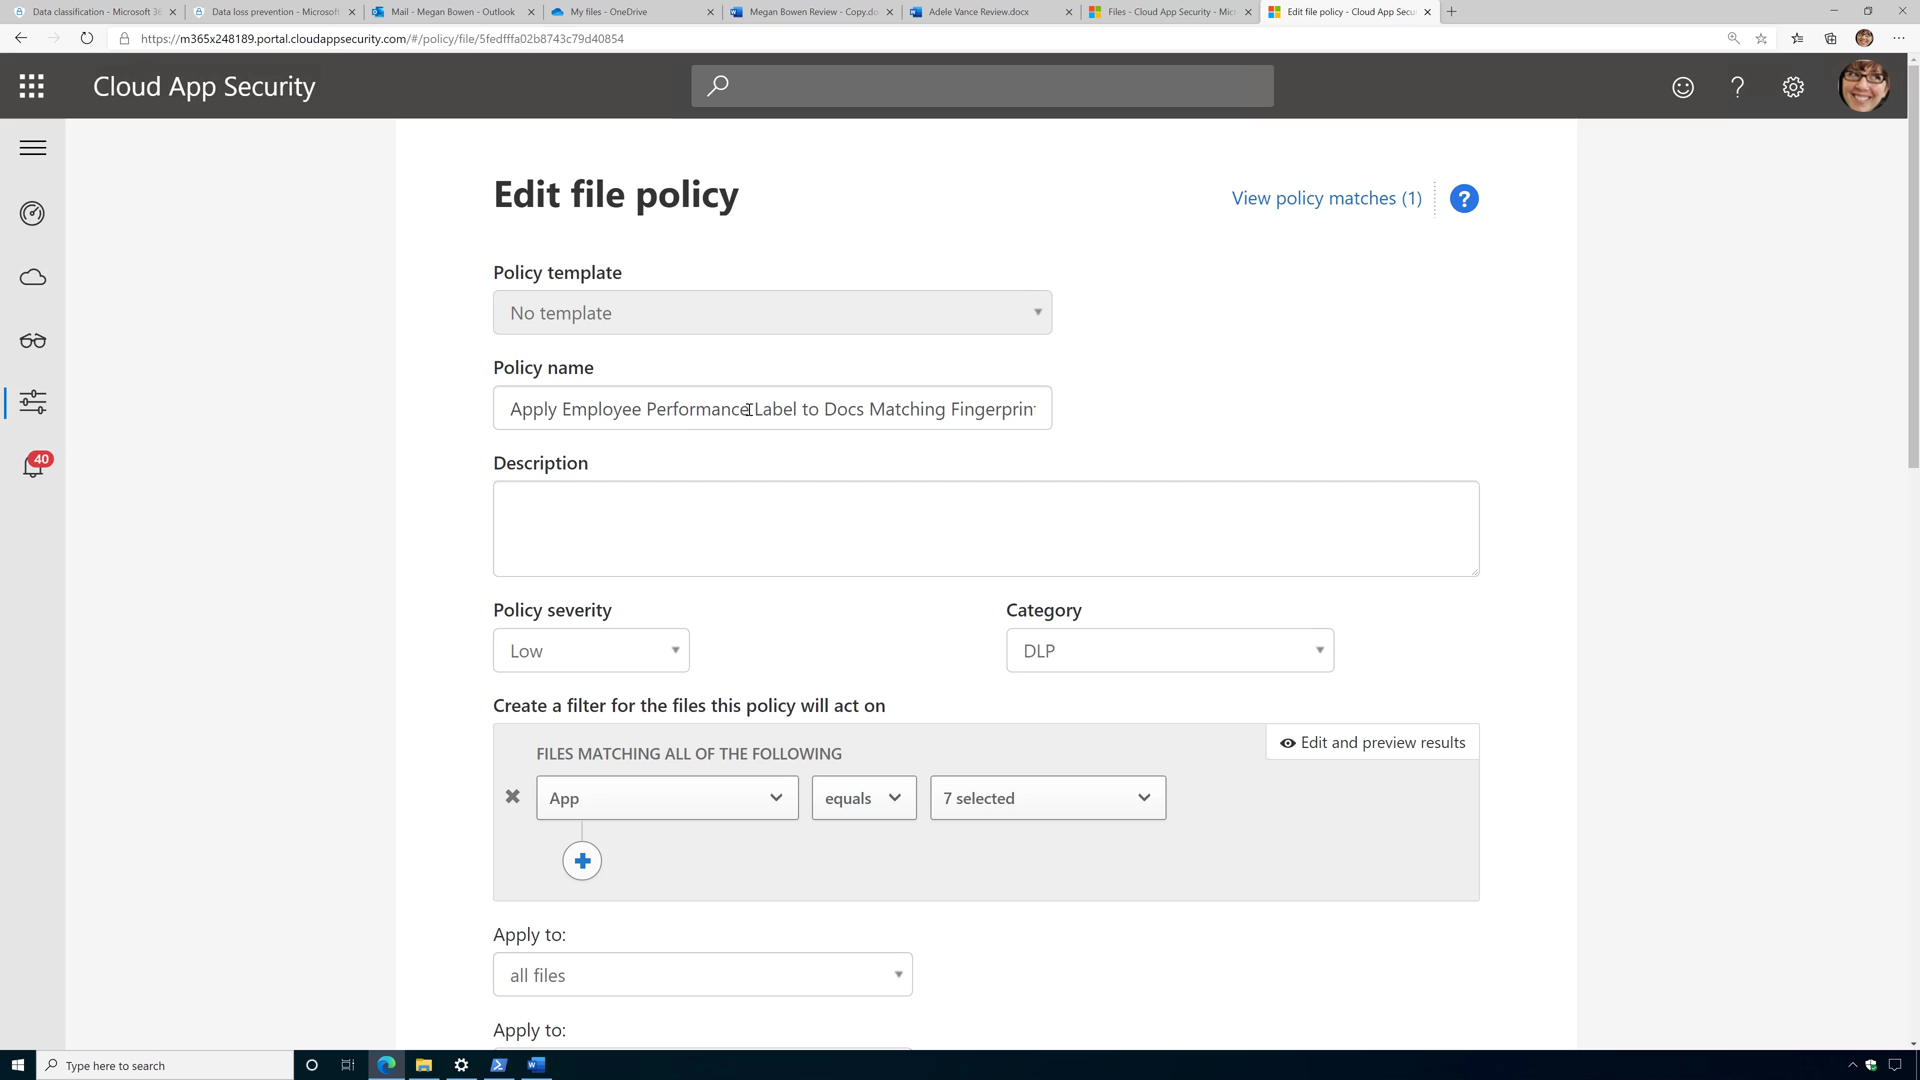 Data classification - Microsoft 36
Data loss prevention - Microsoft
Mail - Megan Bowen - Outlook
My files - OneDrive
Megan Bowen Review - Copy.do
Adele Vance Review.docx
Files - Cloud App Security - Micr
Edit file policy - Cloud App Secu
https://m365x248189.portal.cloudappsecurity.com/#/policy/file/5fedfffa02b8743c79d40854
Cloud App Security
Edit file policy
View policy matches (1)
?
Policy template
No template
Policy name
Apply Employee Performance Label to Docs Matching Fingerprin
40
Description
Policy severity
Category
Low
DLP
Create a filter for the files this policy will act on
FILES MATCHING ALL OF THE FOLLOWING
Edit and preview results
App
equals
7 selected
Apply to:
all files
Apply to:
Type here to search